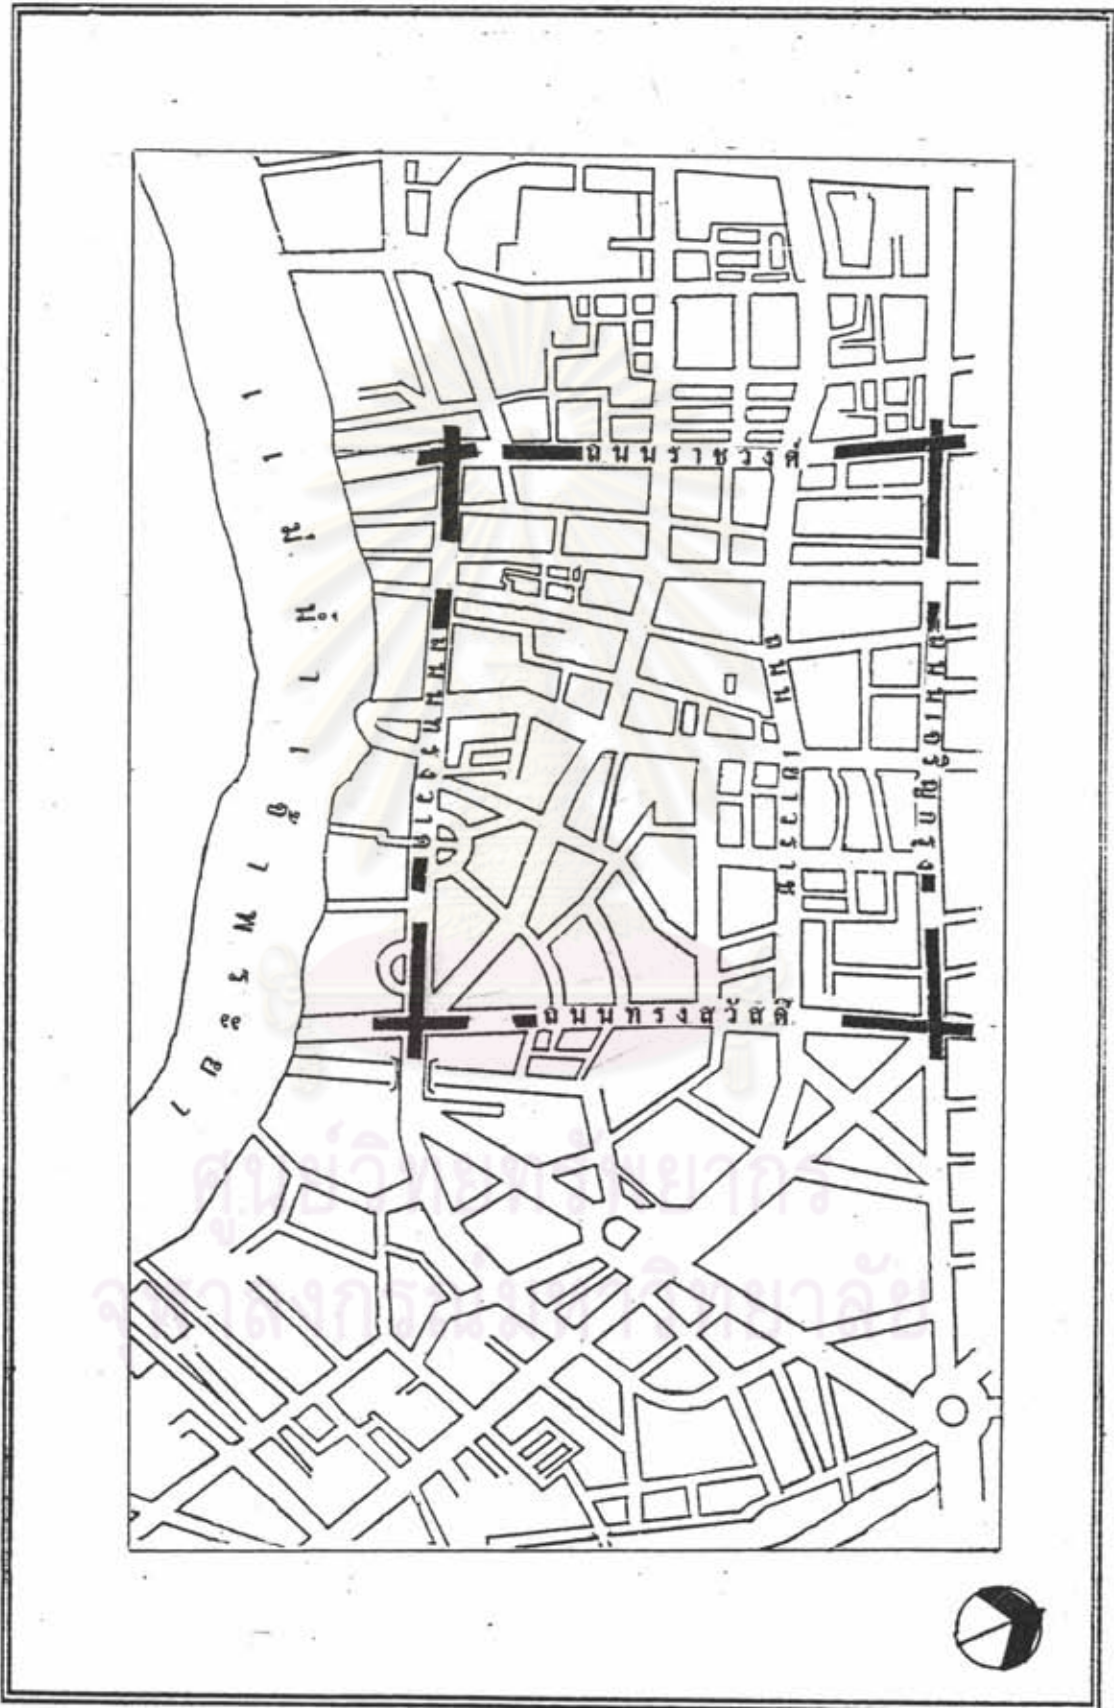 แม่น้ำเจ้าพระยา
ถนนราชวงศ์
ถนนทรงวาด
ถนนเยาวราช
ถนนเจริญกรุง
ถนนทรงสวัสดิ์
ศูนย์วิทยทรัพยากร
จุฬาลงกรณ์มหาวิทยาลัย